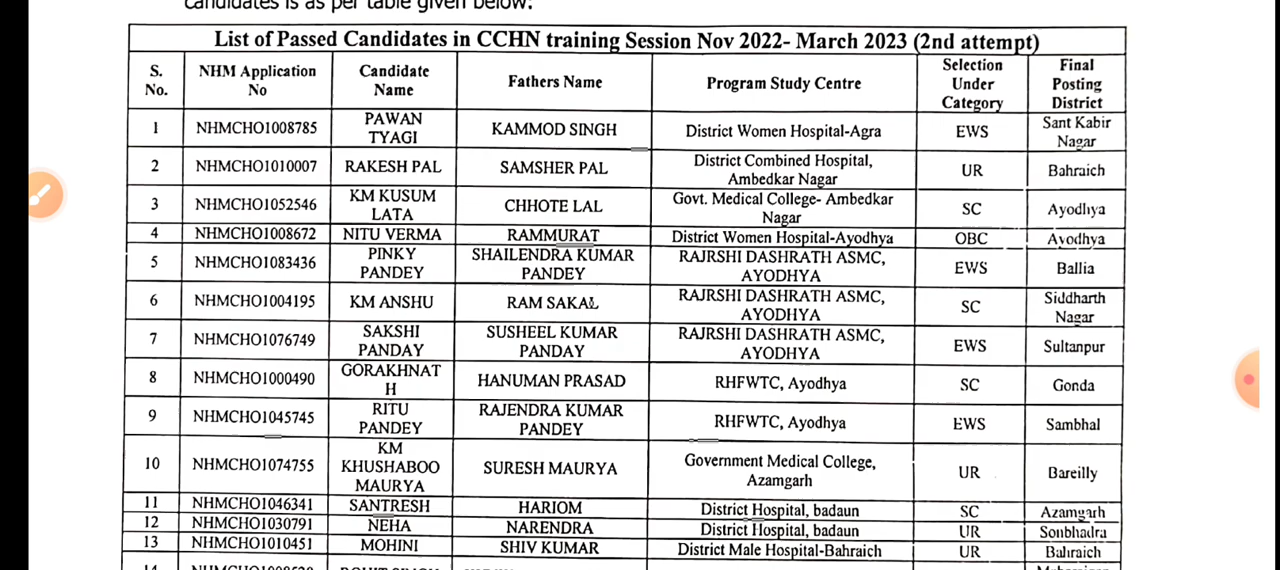 candidates is as per table given below:
List of Passed Candidates in CCHN training Session Nov 2022- March 2023 (2nd attempt)
S. No. NHM Application No Candidate Name Fathers Name Program Study Centre Selection Under Category Final Posting District
1 NHMCHO1008785 PAWAN TYAGI KAMMOD SINGH District Women Hospital-Agra EWS Sant Kabir Nagar
2 NHMCHO1010007 RAKESH PAL SAMSHER PAL District Combined Hospital, Ambedkar Nagar UR Bahraich
3 NHMCHO1052546 KM KUSUM LATA CHHOTE LAL Govt. Medical College- Ambedkar Nagar SC Ayodhya
4 NHMCHO1008672 NITU VERMA RAMMURAT District Women Hospital-Ayodhya OBC Ayodhya
5 NHMCHO1083436 PINKY PANDEY SHAILENDRA KUMAR PANDEY RAJRSHI DASHRATH ASMC, AYODHYA EWS Ballia
6 NHMCHO1004195 KM ANSHU RAM SAKAL RAJRSHI DASHRATH ASMC, AYODHYA SC Siddharth Nagar
7 NHMCHO1076749 SAKSHI PANDAY SUSHEEL KUMAR PANDAY RAJRSHI DASHRATH ASMC, AYODHYA EWS Sultanpur
8 NHMCHO1000490 GORAKHNAT H HANUMAN PRASAD RHFWTC, Ayodhya SC Gonda
9 NHMCHO1045745 RITU PANDEY RAJENDRA KUMAR PANDEY RHFWTC, Ayodhya EWS Sambhal
10 NHMCHO1074755 KM KHUSHABOO MAURYA SURESH MAURYA Government Medical College, Azamgarh UR Bareilly
11 NHMCHO1046341 SANTRESH HARIOM District Hospital, badaun SC Azamgarh
12 NHMCHO1030791 NEHA NARENDRA District Hospital, badaun UR Sonbhadra
13 NHMCHO1010451 MOHINI SHIV KUMAR District Male Hospital-Bahraich UR Bahraich
14